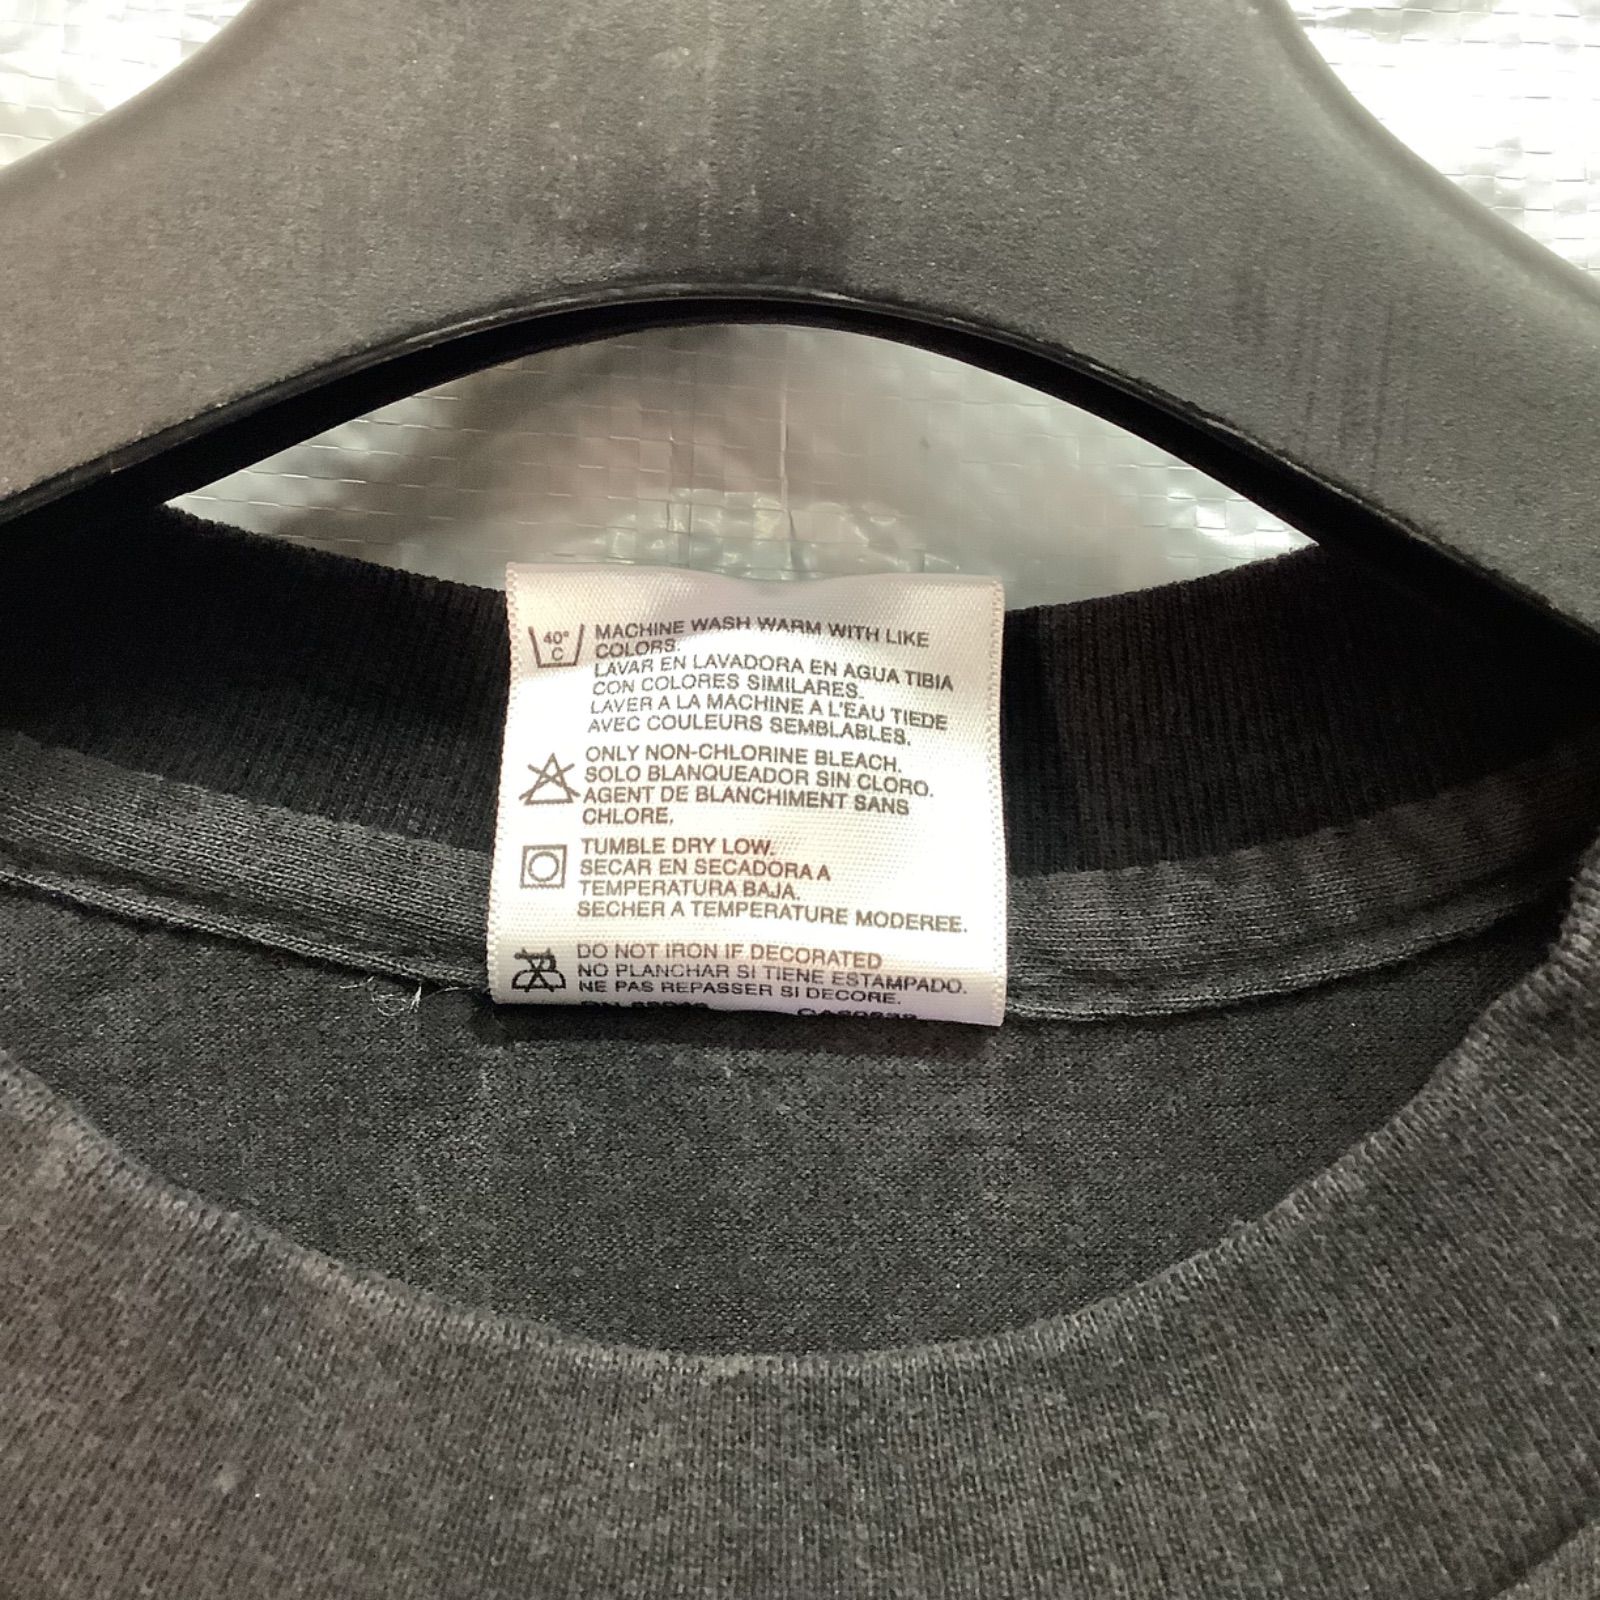 40°
C
MACHINE WASH WARM WITH LIKE
COLORS.
LAVAR EN LAVADORA EN AGUA TIBIA
CON COLORES SIMILARES.
LAVER A LA MACHINE A L'EAU TIEDE
AVEC COULEURS SEMBLABLES.
ONLY NON-CHLORINE BLEACH.
SOLO BLANQUEADOR SIN CLORO.
AGENT DE BLANCHIMENT SANS
CHLORE.
TUMBLE DRY LOW.
SECAR EN SECADORA A
TEMPERATURA BAJA.
SECHER A TEMPERATURE MODEREE.
DO NOT IRON IF DECORATED
NO PLANCHAR SI TIENE ESTAMPADO.
NE PAS REPASSER SI DECORE.